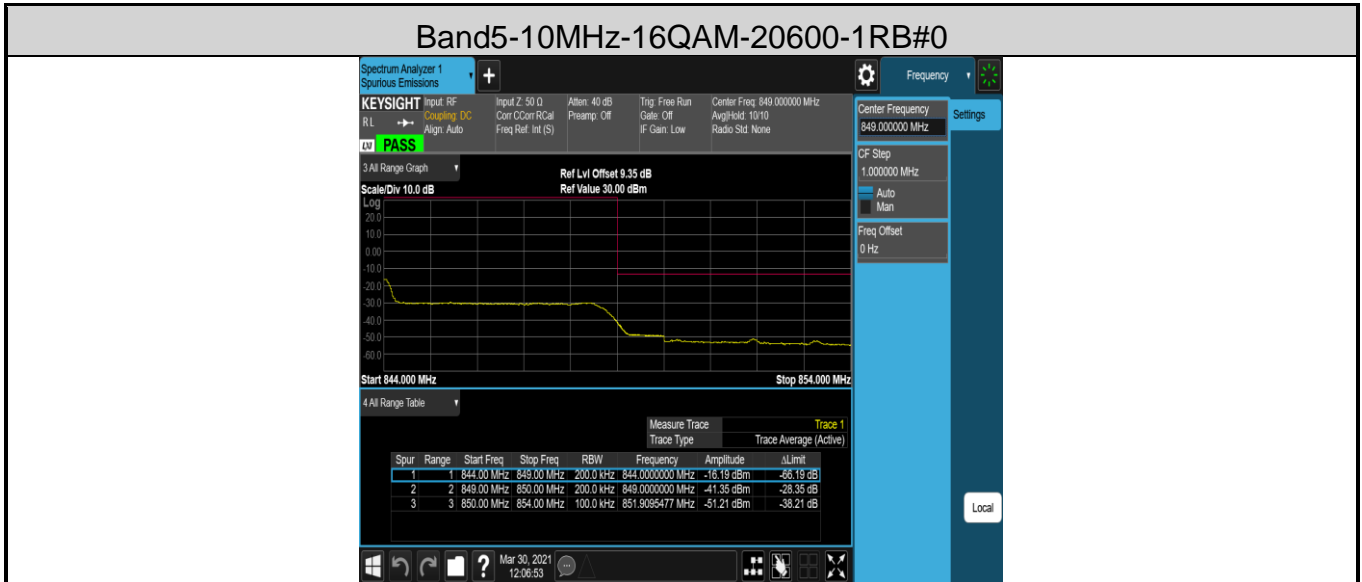 Band5-10MHz-16QAM-20600-1RB#0
Spectrum Analyzer 1
Spurious Emissions
+
Frequency
KEYSIGHT
RL
LXI
PASS
Input: RF
Coupling: DC
Align: Auto
Input Z: 50 Ω
Corr CCorr RCal
Freq Ref: Int (S)
Atten: 40 dB
Preamp: Off
Trig: Free Run
Gate: Off
IF Gain: Low
Center Freq: 849.000000 MHz
Avg|Hold: 10/10
Radio Std: None
Center Frequency
849.000000 MHz
Settings
CF Step
1.000000 MHz
Auto
Man
Freq Offset
0 Hz
3 All Range Graph
Ref Lvl Offset 9.35 dB
Scale/Div 10.0 dB
Ref Value 30.00 dBm
Log
20.0
10.0
0.00
-10.0
-20.0
-30.0
-40.0
-50.0
-60.0
Start 844.000 MHz
Stop 854.000 MHz
4 All Range Table
Measure Trace Trace 1
Trace Type Trace Average (Active)
Spur Range Start Freq Stop Freq RBW Frequency Amplitude ΔLimit
1 1 844.00 MHz 849.00 MHz 200.0 kHz 844.0000000 MHz -16.19 dBm -66.19 dB
2 2 849.00 MHz 850.00 MHz 200.0 kHz 849.0000000 MHz -41.35 dBm -28.35 dB
3 3 850.00 MHz 854.00 MHz 100.0 kHz 851.9095477 MHz -51.21 dBm -38.21 dB
Local
?
Mar 30, 2021
12:06:53